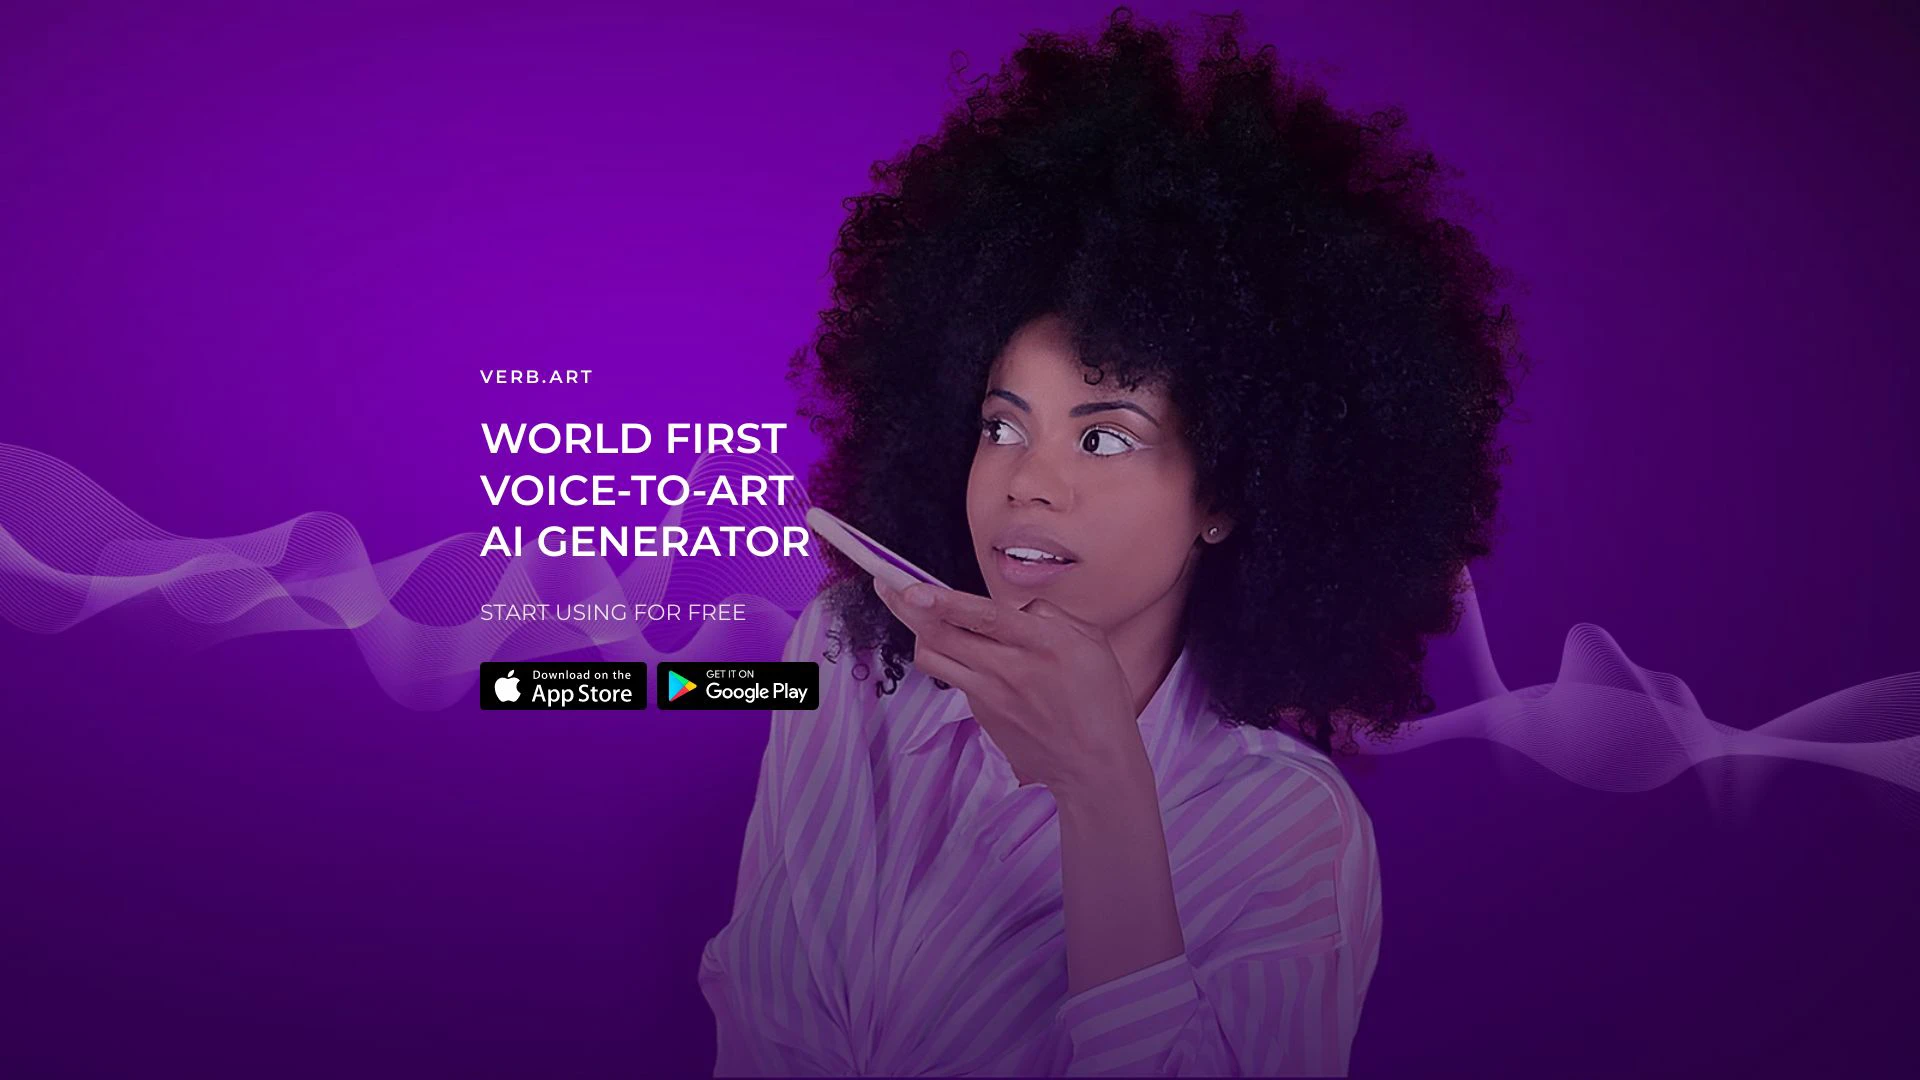 VERB.ART
WORLD FIRST
VOICE-TO-ART
AI GENERATOR
START USING FOR FREE
Download on the
App Store
GET IT ON
Google Play